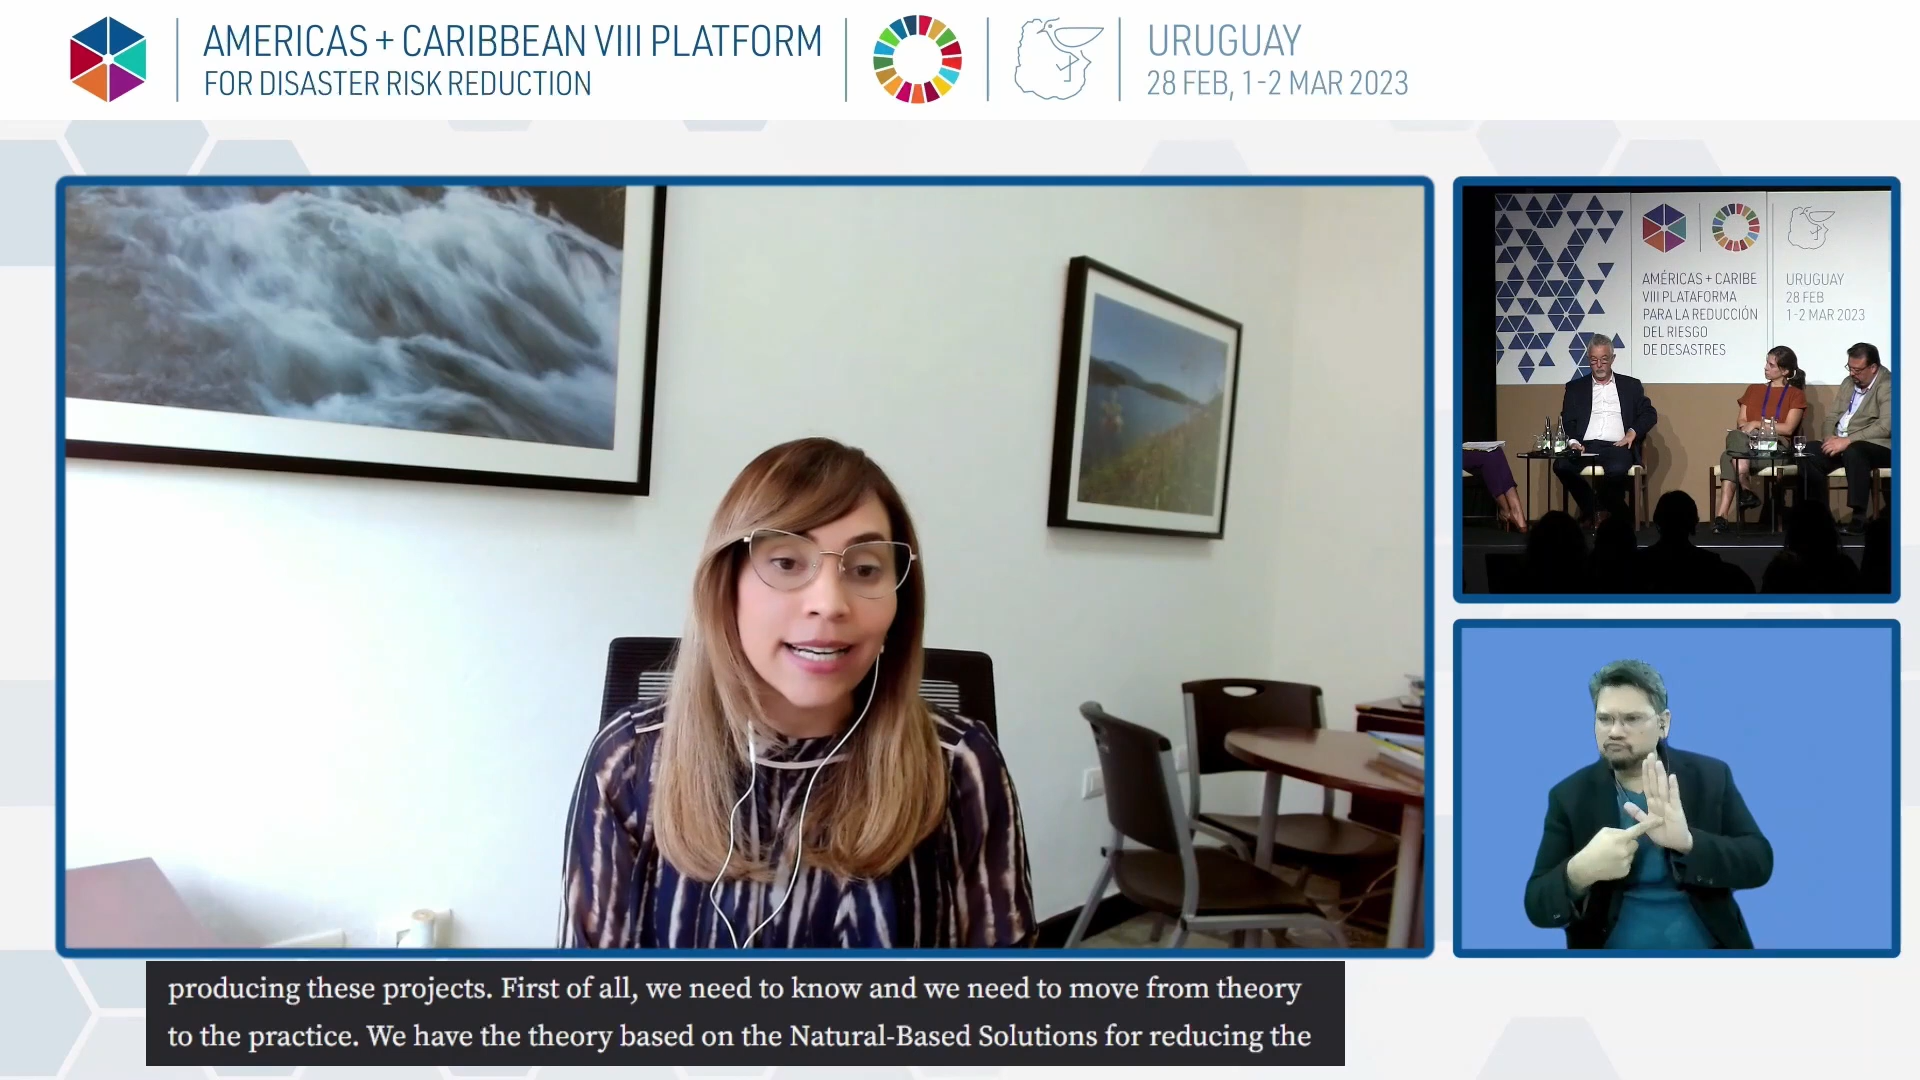 AMERICAS + CARIBBEAN VIII PLATFORM
FOR DISASTER RISK REDUCTION
URUGUAY
28 FEB, 1-2 MAR 2023
AMÉRICAS + CARIBE
VIII PLATAFORMA
PARA LA REDUCCIÓN
DEL RIESGO
DE DESASTRES
URUGUAY
28 FEB
1-2 MAR 2023
producing these projects. First of all, we need to know and we need to move from theory
to the practice. We have the theory based on the Natural-Based Solutions for reducing the